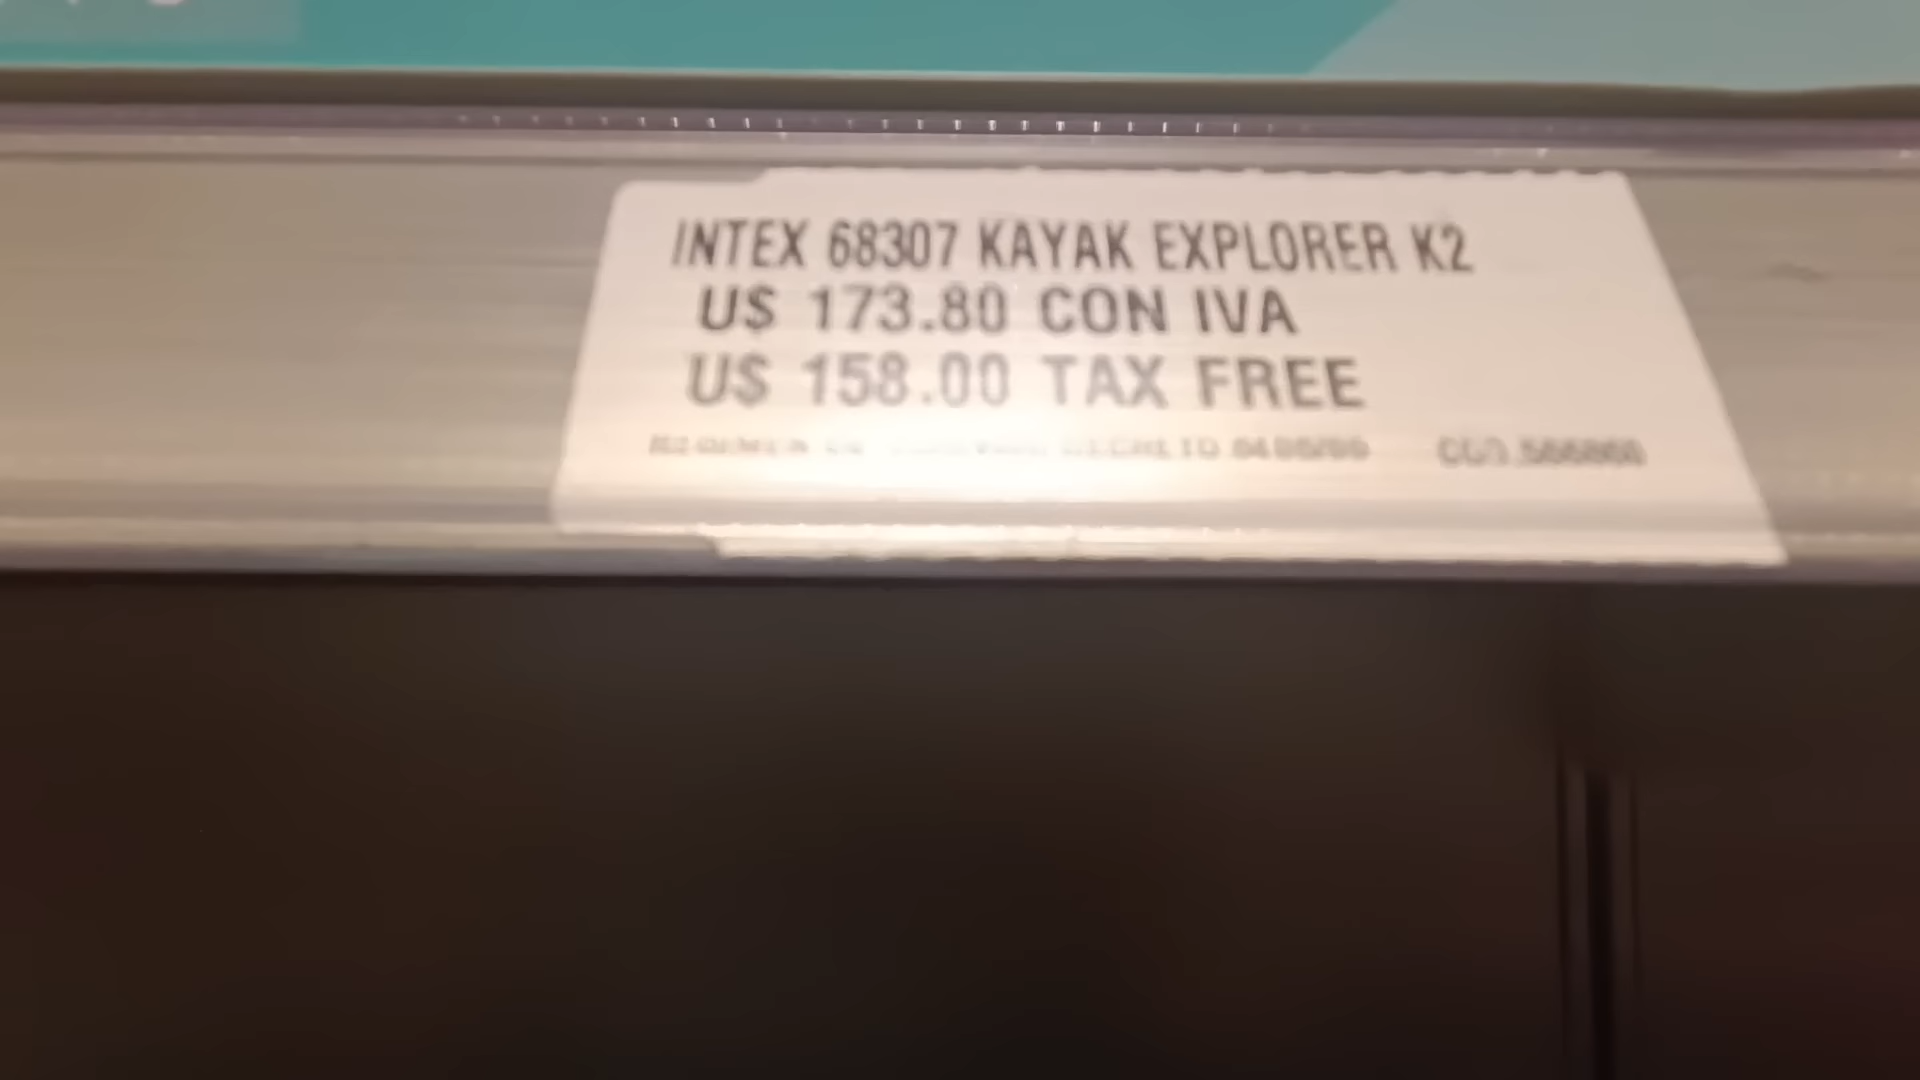 INTEX 68307 KAYAK EXPLORER K2
U$ 173.80 CON IVA
U$ 158.00 TAX FREE